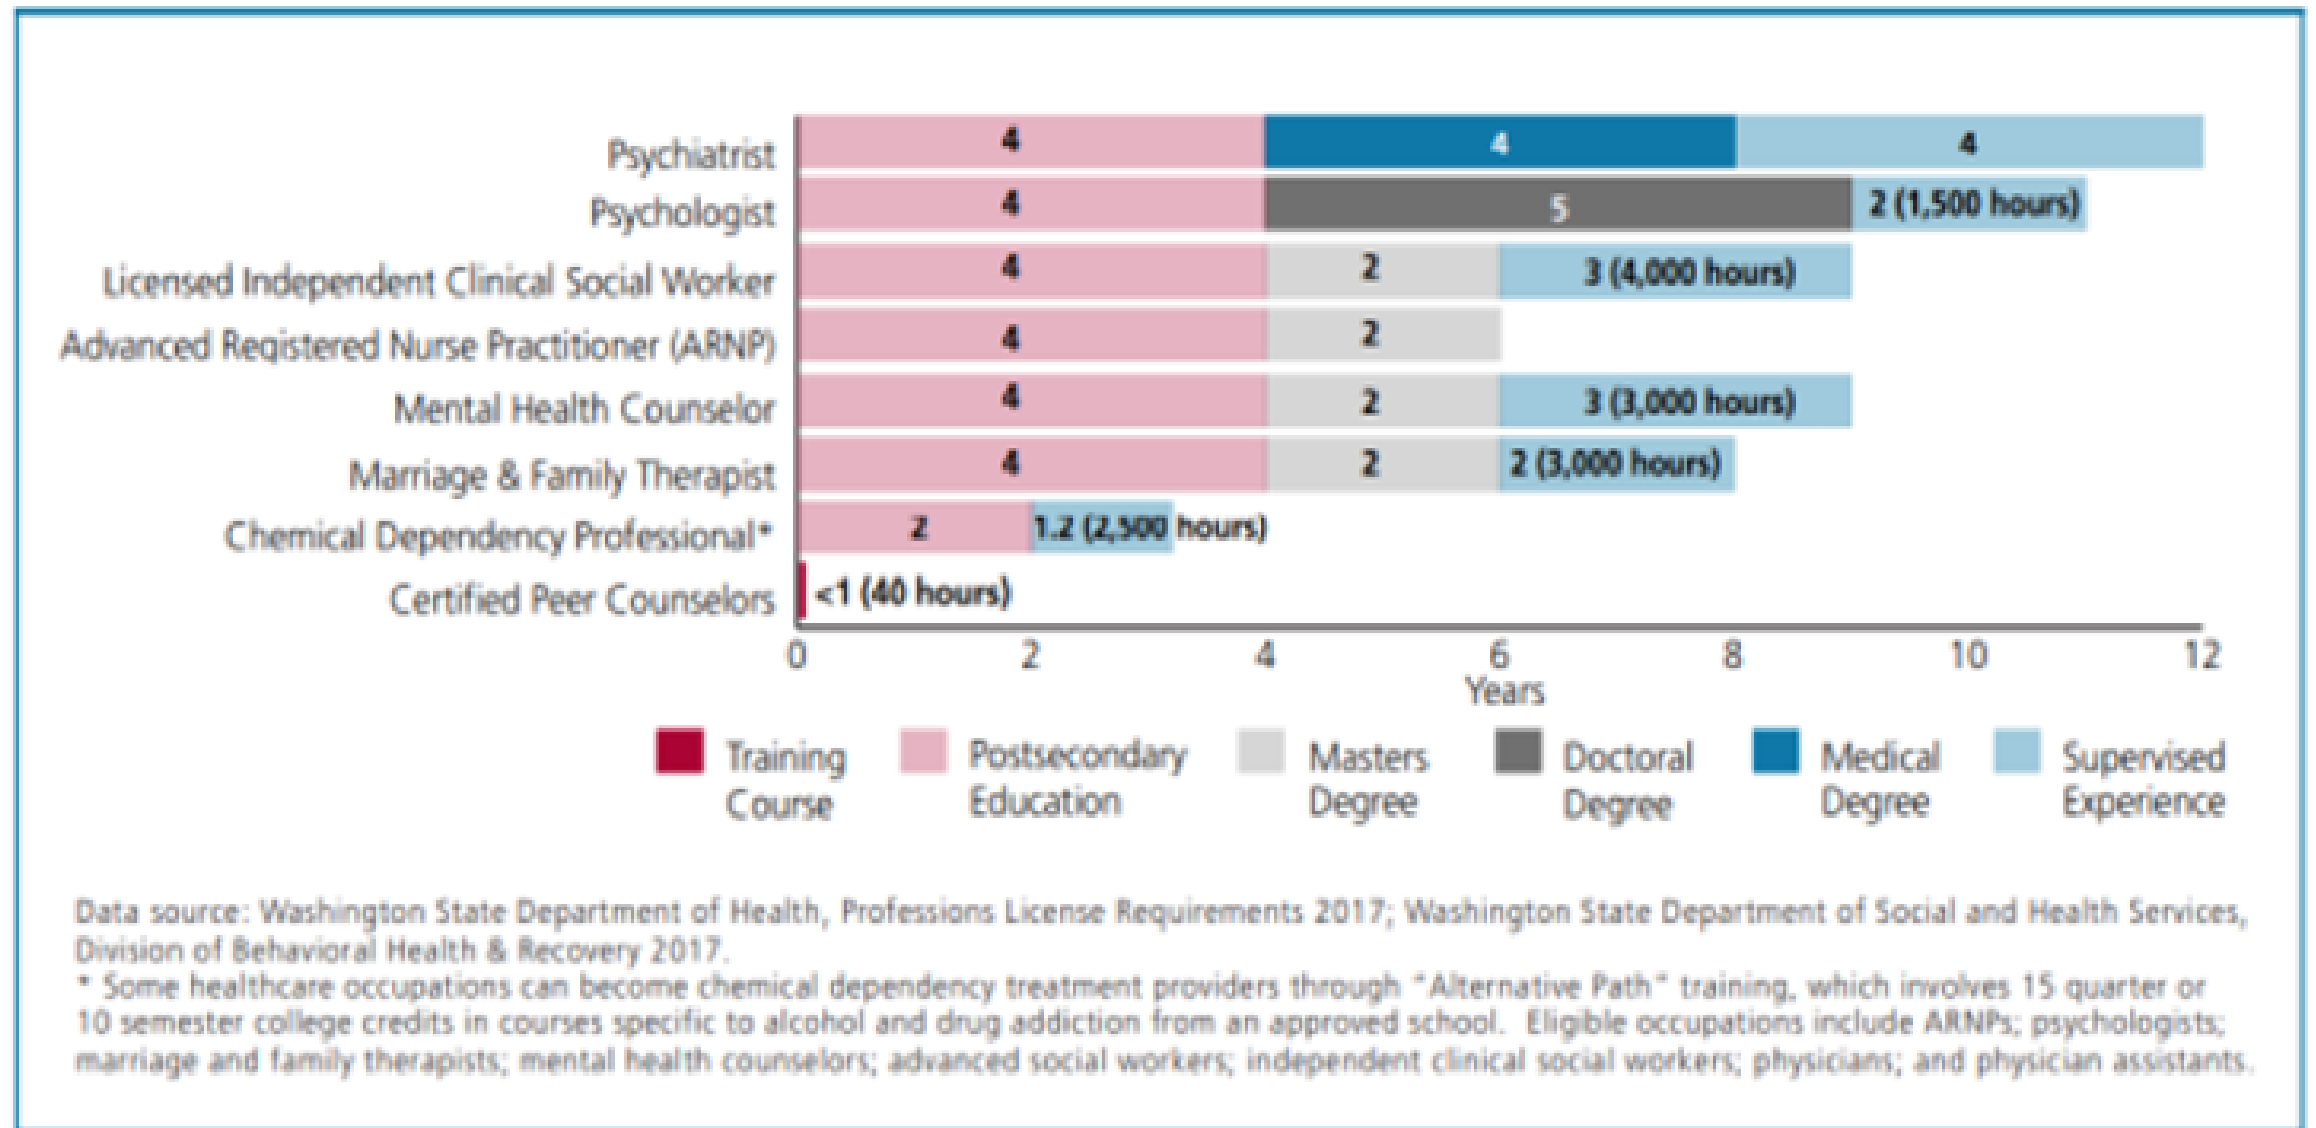 Psychiatrist 4 4 4
Psychologist 4 5 2 (1,500 hours)
Licensed Independent Clinical Social Worker 4 2 3 (4,000 hours)
Advanced Registered Nurse Practitioner (ARNP) 4 2
Mental Health Counselor 4 2 3 (3,000 hours)
Marriage & Family Therapist 4 2 2 (3,000 hours)
Chemical Dependency Professional* 2 1.2 (2,500 hours)
Certified Peer Counselors <1 (40 hours)
0 2 4 6 8 10 12
Years
Training Course
Postsecondary Education
Masters Degree
Doctoral Degree
Medical Degree
Supervised Experience
Data source: Washington State Department of Health, Professions License Requirements 2017; Washington State Department of Social and Health Services,
Division of Behavioral Health & Recovery 2017.
* Some healthcare occupations can become chemical dependency treatment providers through "Alternative Path" training, which involves 15 quarter or
10 semester college credits in courses specific to alcohol and drug addiction from an approved school. Eligible occupations include ARNPs; psychologists;
marriage and family therapists; mental health counselors; advanced social workers; independent clinical social workers; physicians; and physician assistants.